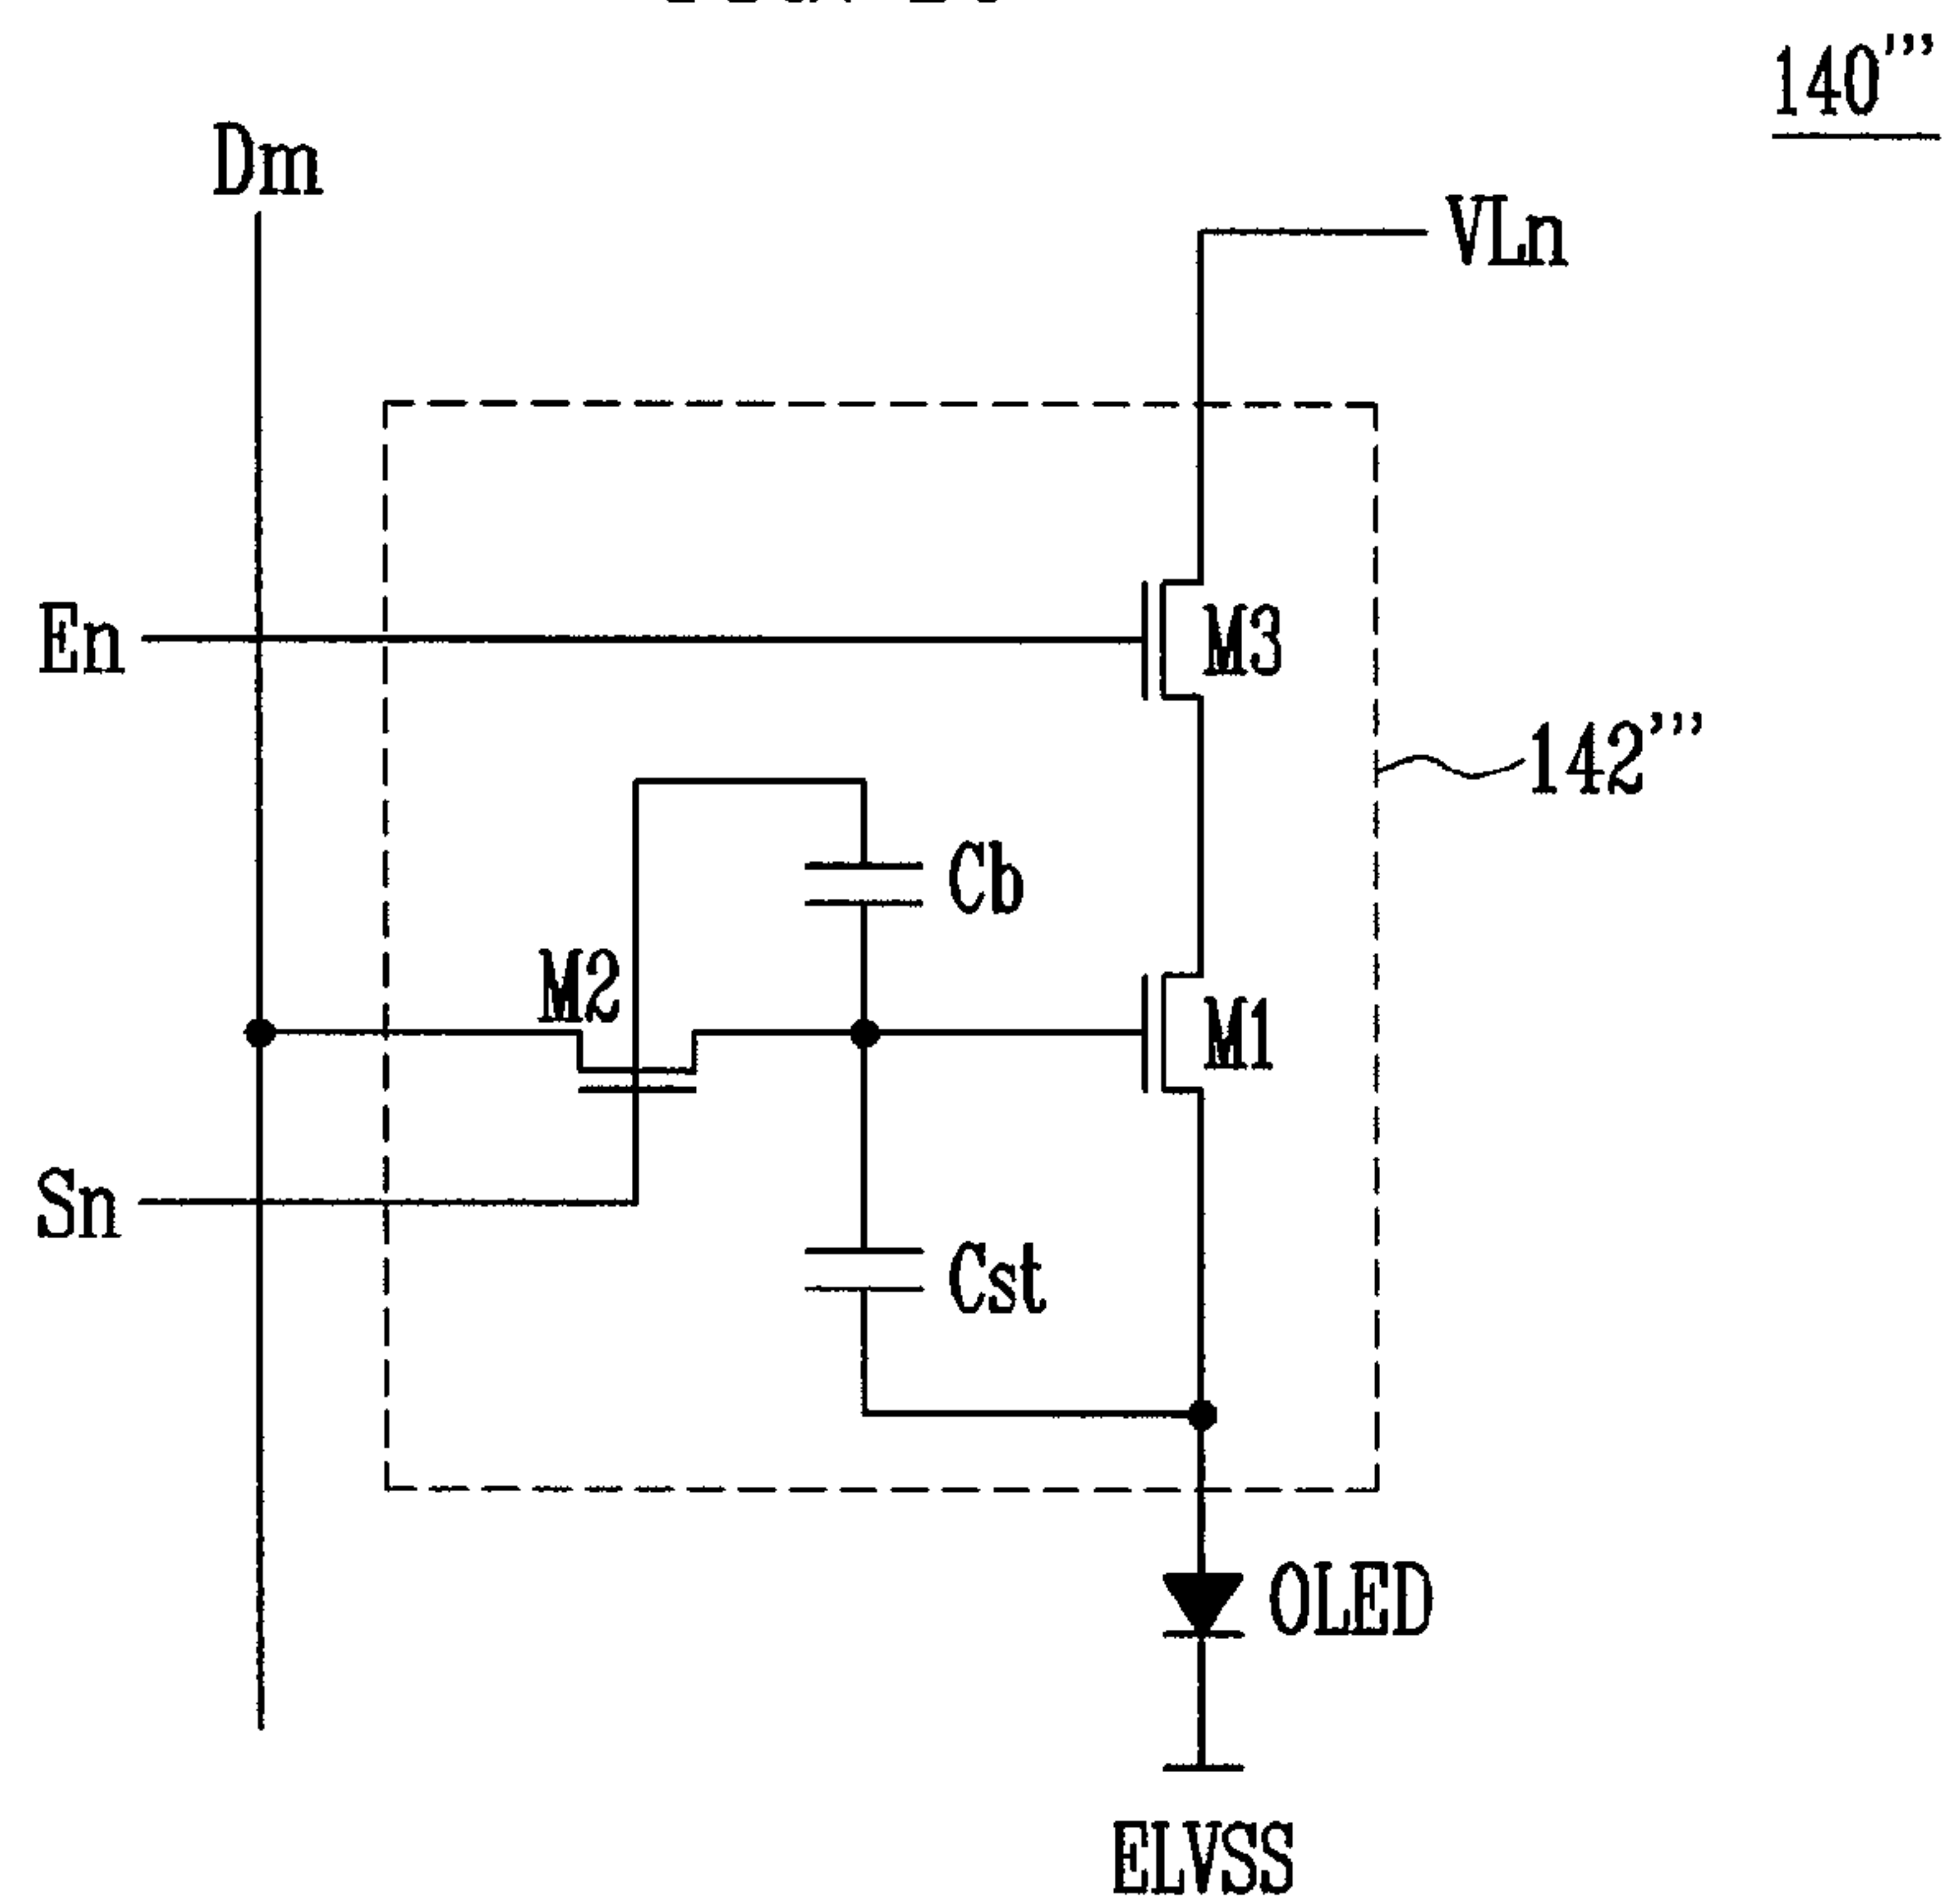 140'''
Dm
VLn
En
M3
142'''
Cb
M2
M1
Sn
Cst
OLED
ELVSS